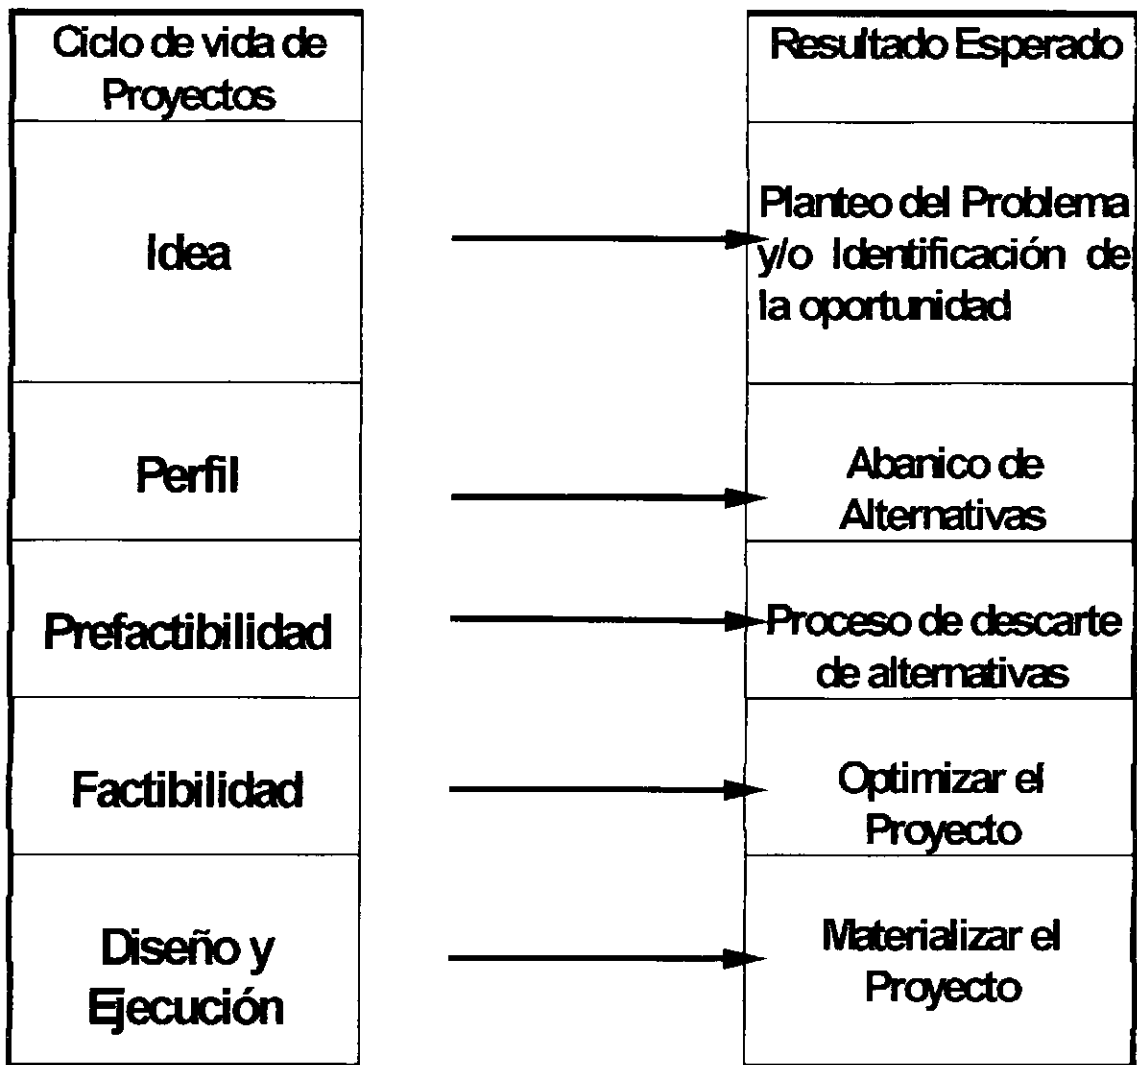 Ciclo de vida de
Proyectos
Resultado Esperado
Idea
Planteo del Problema
y/o Identificación de
la oportunidad
Perfil
Abanico de
Alternativas
Prefactibilidad
Proceso de descarte
de alternativas
Factibilidad
Optimizar el
Proyecto
Diseño y
Ejecución
Materializar el
Proyecto